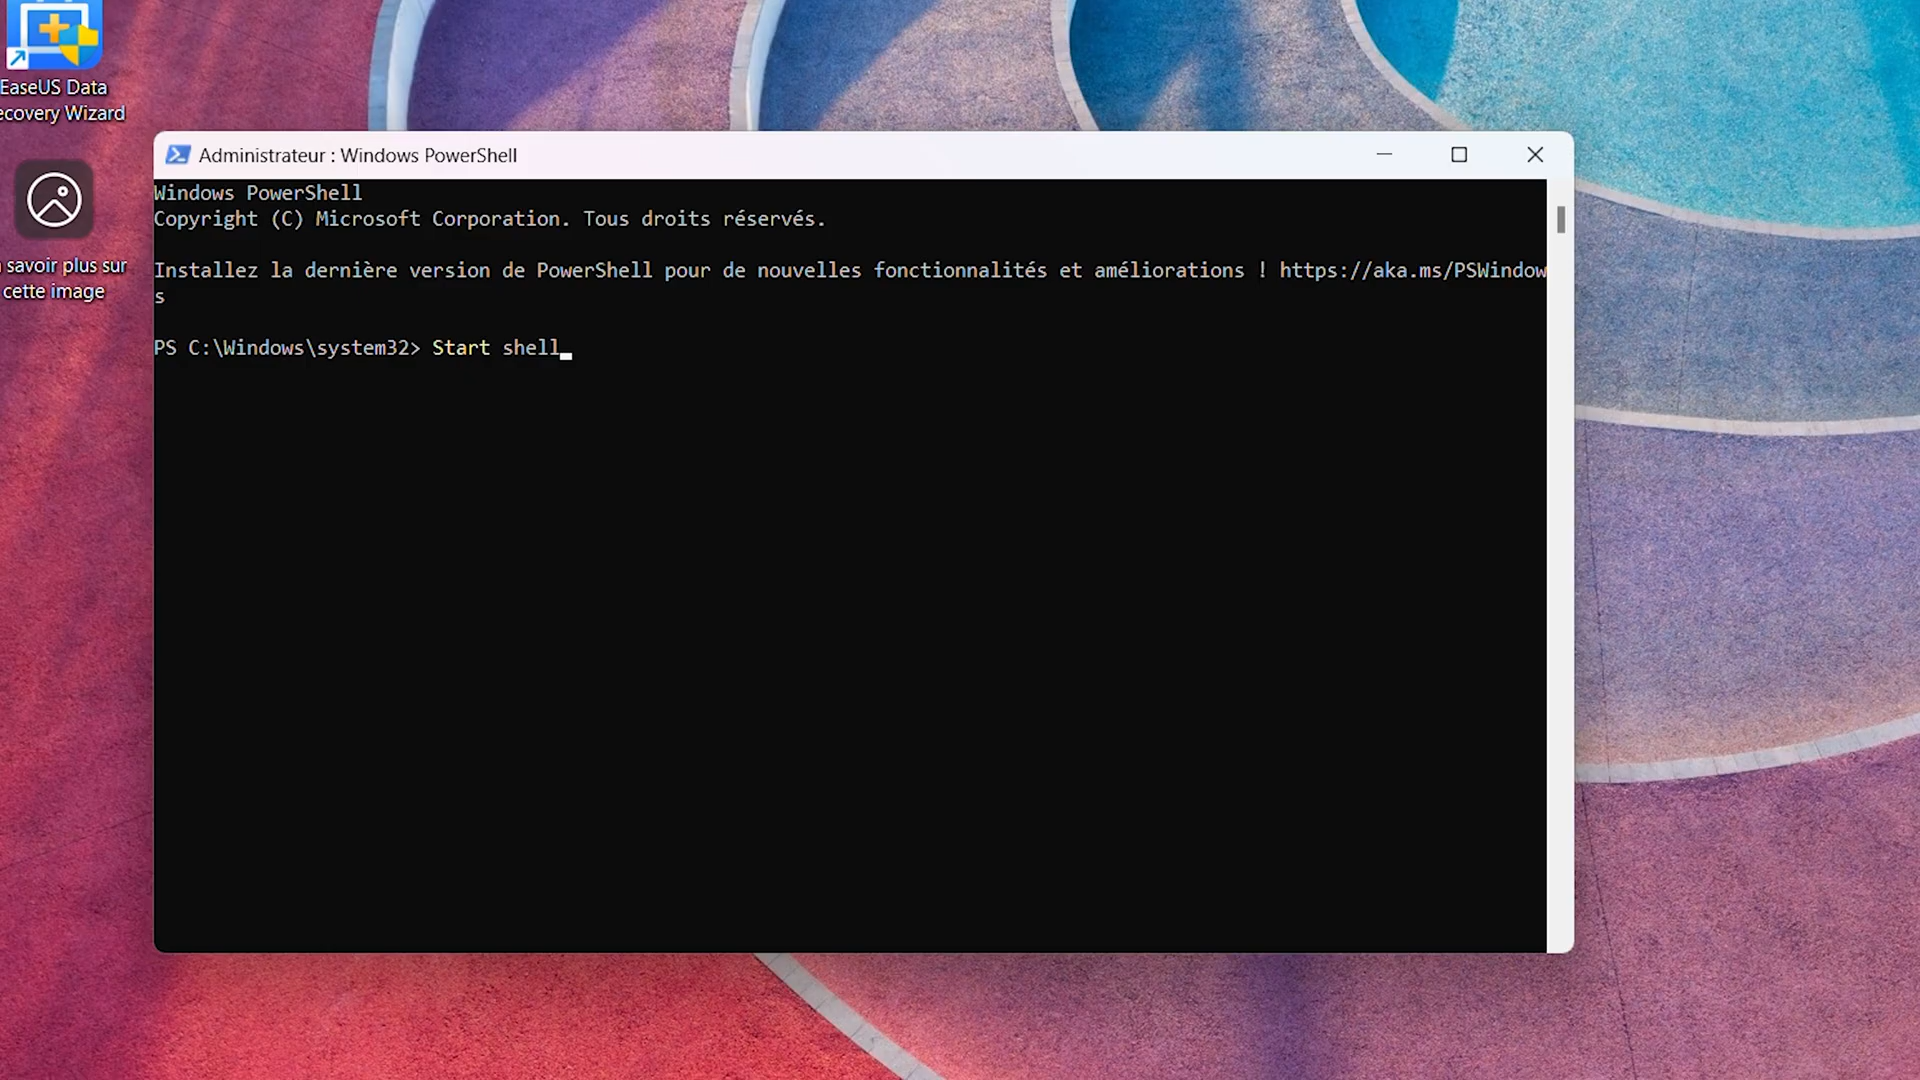 EaseUS Data
ecovery Wizard
savoir plus sur
cette image
Administrateur : Windows PowerShell
Windows PowerShell
Copyright (C) Microsoft Corporation. Tous droits réservés.
Installez la dernière version de PowerShell pour de nouvelles fonctionnalités et améliorations ! https://aka.ms/PSWindow
s
PS C:\Windows\system32> Start shell